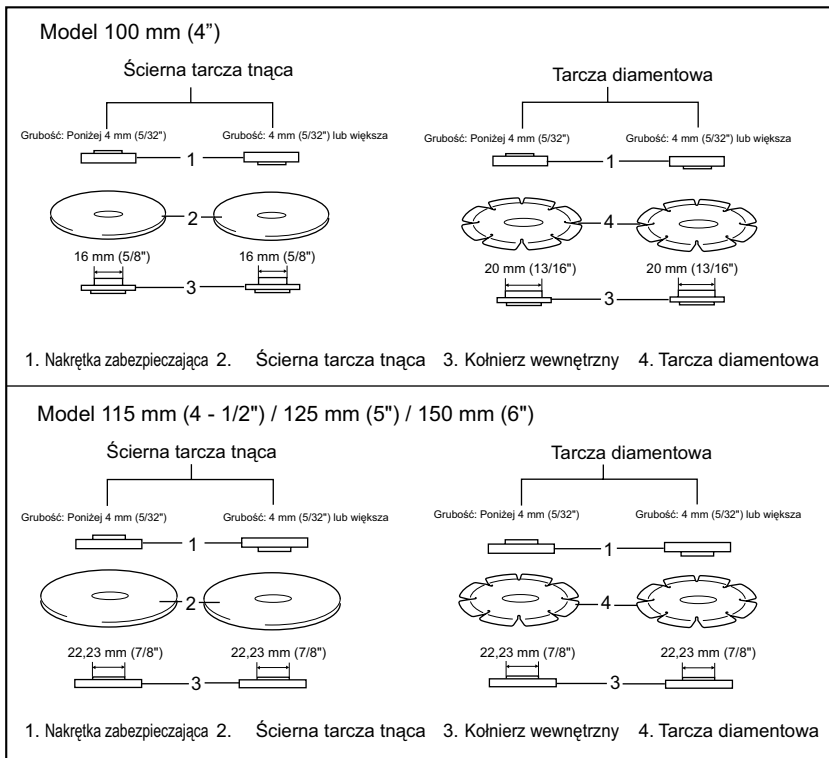 Model 100 mm (4”)
Ścierna tarcza tnąca
Tarcza diamentowa
Grubość: Poniżej 4 mm (5/32") Grubość: 4 mm (5/32") lub większa
Grubość: Poniżej 4 mm (5/32") Grubość: 4 mm (5/32") lub większa
1
1
2
4
16 mm (5/8") 16 mm (5/8")
20 mm (13/16") 20 mm (13/16")
3
3
1. Nakrętka zabezpieczająca 2. Ścierna tarcza tnąca 3. Kołnierz wewnętrzny 4. Tarcza diamentowa
Model 115 mm (4 - 1/2") / 125 mm (5") / 150 mm (6")
Ścierna tarcza tnąca
Tarcza diamentowa
Grubość: Poniżej 4 mm (5/32") Grubość: 4 mm (5/32") lub większa
Grubość: Poniżej 4 mm (5/32") Grubość: 4 mm (5/32") lub większa
1
1
2
4
22,23 mm (7/8") 22,23 mm (7/8")
22,23 mm (7/8") 22,23 mm (7/8")
3
3
1. Nakrętka zabezpieczająca 2. Ścierna tarcza tnąca 3. Kołnierz wewnętrzny 4. Tarcza diamentowa